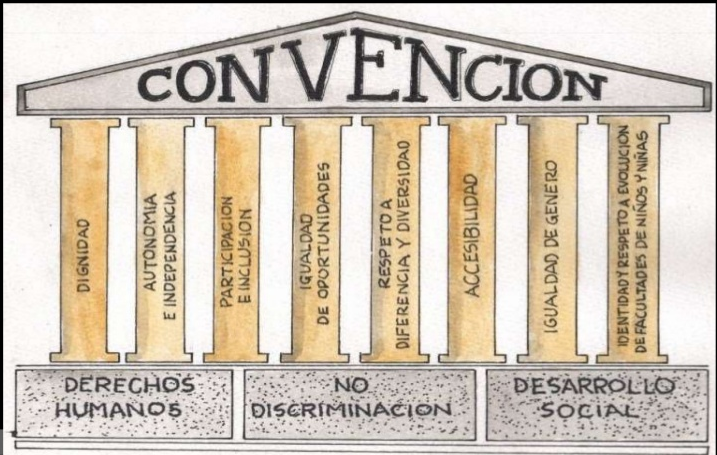 CONVENCION
DIGNIDAD
AUTONOMIA
E INDEPENDENCIA
PARTICIPACION
E INCLUSION
IGUALDAD
DE OPORTUNIDADES
RESPETO A
DIFERENCIA Y DIVERSIDAD
ACCESIBILIDAD
IGUALDAD DE GENERO
IDENTIDAD Y RESPETO A EVOLUCION
DE FACULTADES DE NIÑOS Y NIÑAS
DERECHOS
HUMANOS
NO
DISCRIMINACION
DESARROLLO
SOCIAL